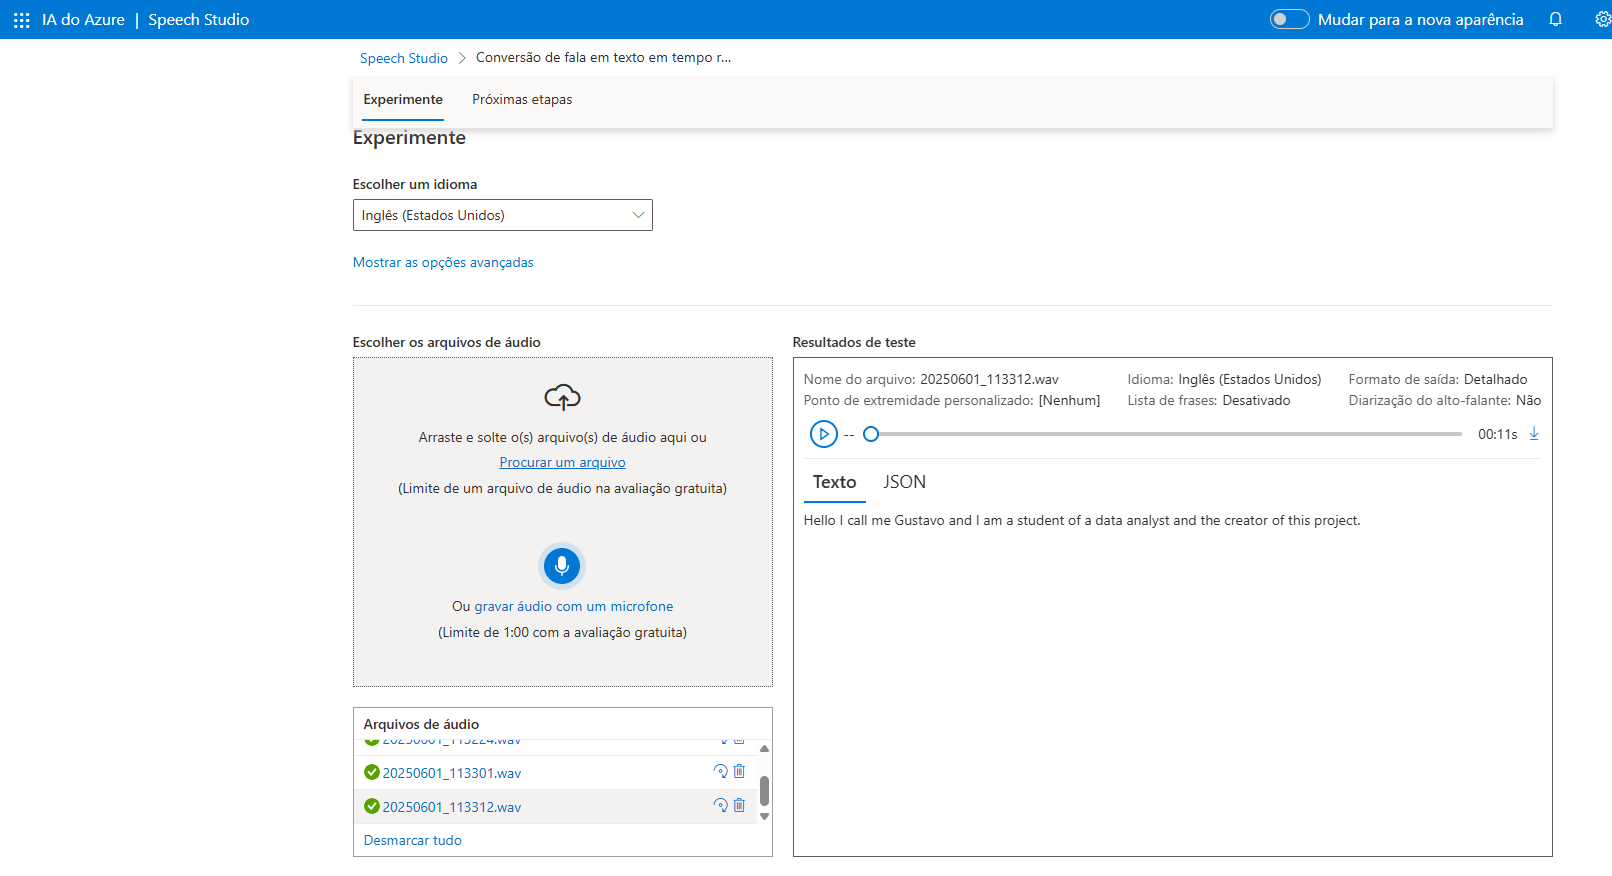 IA do Azure | Speech Studio
Mudar para a nova aparência
Speech Studio > Conversão de fala em texto em tempo r...
Experimente Próximas etapas
Experimente
Escolher um idioma
Inglês (Estados Unidos)
Mostrar as opções avançadas
Escolher os arquivos de áudio
Arraste e solte o(s) arquivo(s) de áudio aqui ou
Procurar um arquivo
(Limite de um arquivo de áudio na avaliação gratuita)
Ou gravar áudio com um microfone
(Limite de 1:00 com a avaliação gratuita)
Arquivos de áudio
20250601_113224.wav
20250601_113301.wav
20250601_113312.wav
Desmarcar tudo
Resultados de teste
Nome do arquivo: 20250601_113312.wav Idioma: Inglês (Estados Unidos) Formato de saída: Detalhado
Ponto de extremidade personalizado: [Nenhum] Lista de frases: Desativado Diarização do alto-falante: Não
-- 00:11s
Texto JSON
Hello I call me Gustavo and I am a student of a data analyst and the creator of this project.